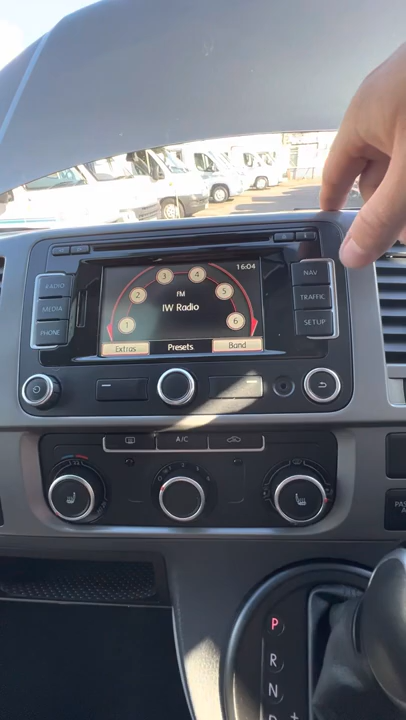 RADIO
MEDIA
PHONE
16:04
3 4
2 5
1 6
FM
IW Radio
Extras Presets Band
NAV
TRAFFIC
SETUP
A/C
P
R
N
D
+